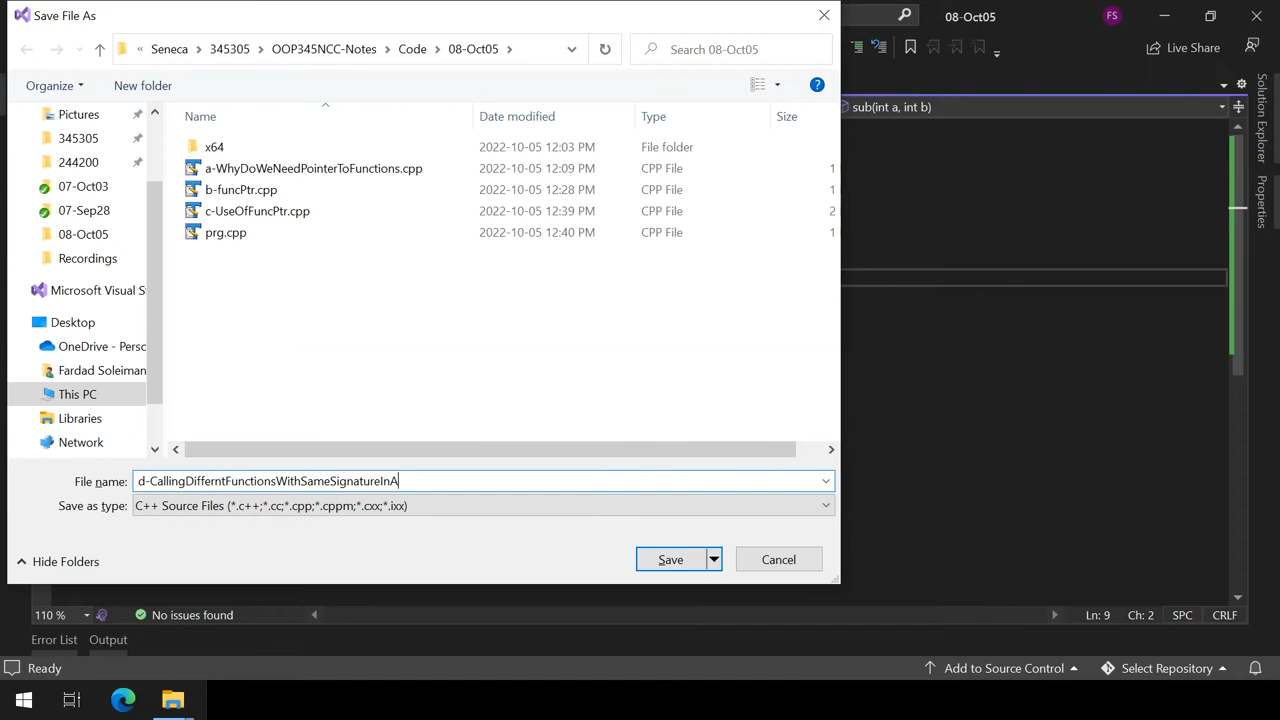 Save File As
08-Oct05
FS
« Seneca > 345305 > OOP345NCC-Notes > Code > 08-Oct05 >
Search 08-Oct05
Live Share
Organize
New folder
?
Name
Date modified
Type
Size
sub(int a, int b)
Pictures
345305
244200
07-Oct03
07-Sep28
08-Oct05
Recordings
Microsoft Visual S
Desktop
OneDrive - Perso
Fardad Soleiman
This PC
Libraries
Network
x64 2022-10-05 12:03 PM File folder
a-WhyDoWeNeedPointerToFunctions.cpp 2022-10-05 12:09 PM CPP File 1
b-funcPtr.cpp 2022-10-05 12:28 PM CPP File 1
c-UseOfFuncPtr.cpp 2022-10-05 12:39 PM CPP File 2
prg.cpp 2022-10-05 12:40 PM CPP File 1
Solution Explorer
Properties
File name: d-CallingDifferntFunctionsWithSameSignatureInA
Save as type: C++ Source Files (*.c++;*.cc;*.cpp;*.cppm;*.cxx;*.ixx)
Hide Folders
Save
Cancel
110 %
No issues found
Ln: 9 Ch: 2 SPC CRLF
Error List Output
Ready
Add to Source Control
Select Repository